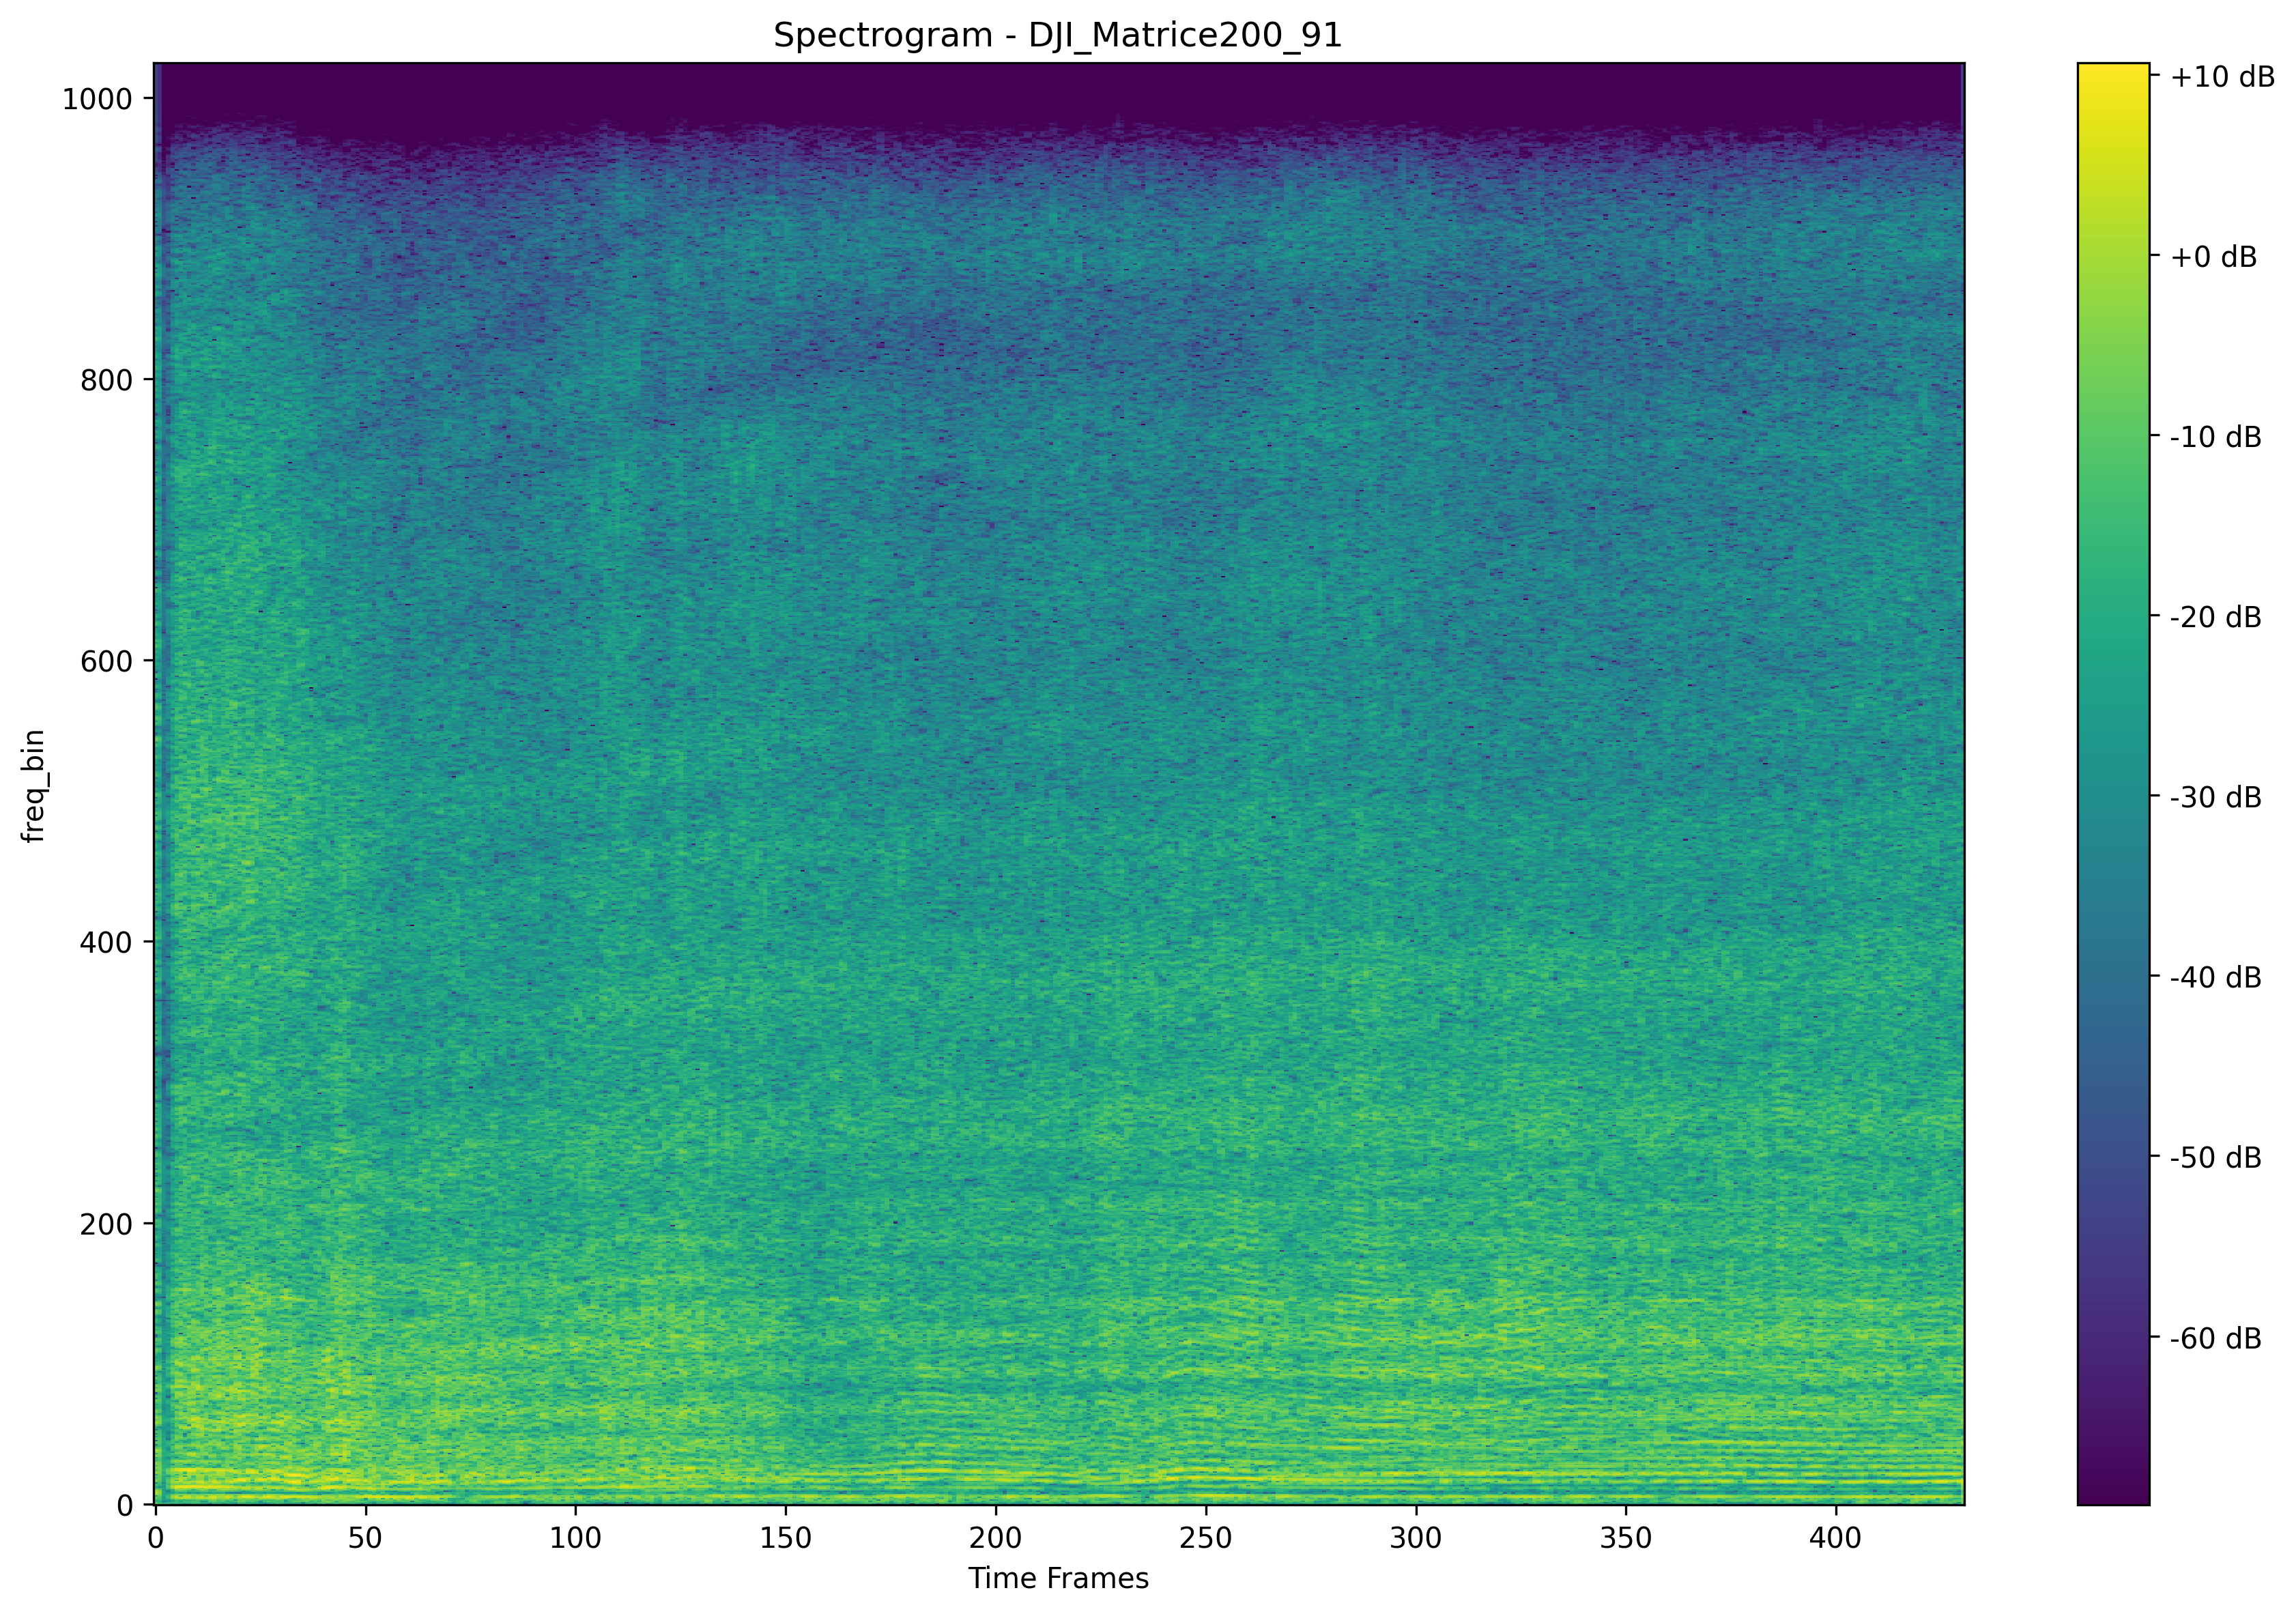 Spectrogram - DJI_Matrice200_91
1000
800
600
400
200
0
freq_bin
0 50 100 150 200 250 300 350 400
Time Frames
+10 dB
+0 dB
-10 dB
-20 dB
-30 dB
-40 dB
-50 dB
-60 dB